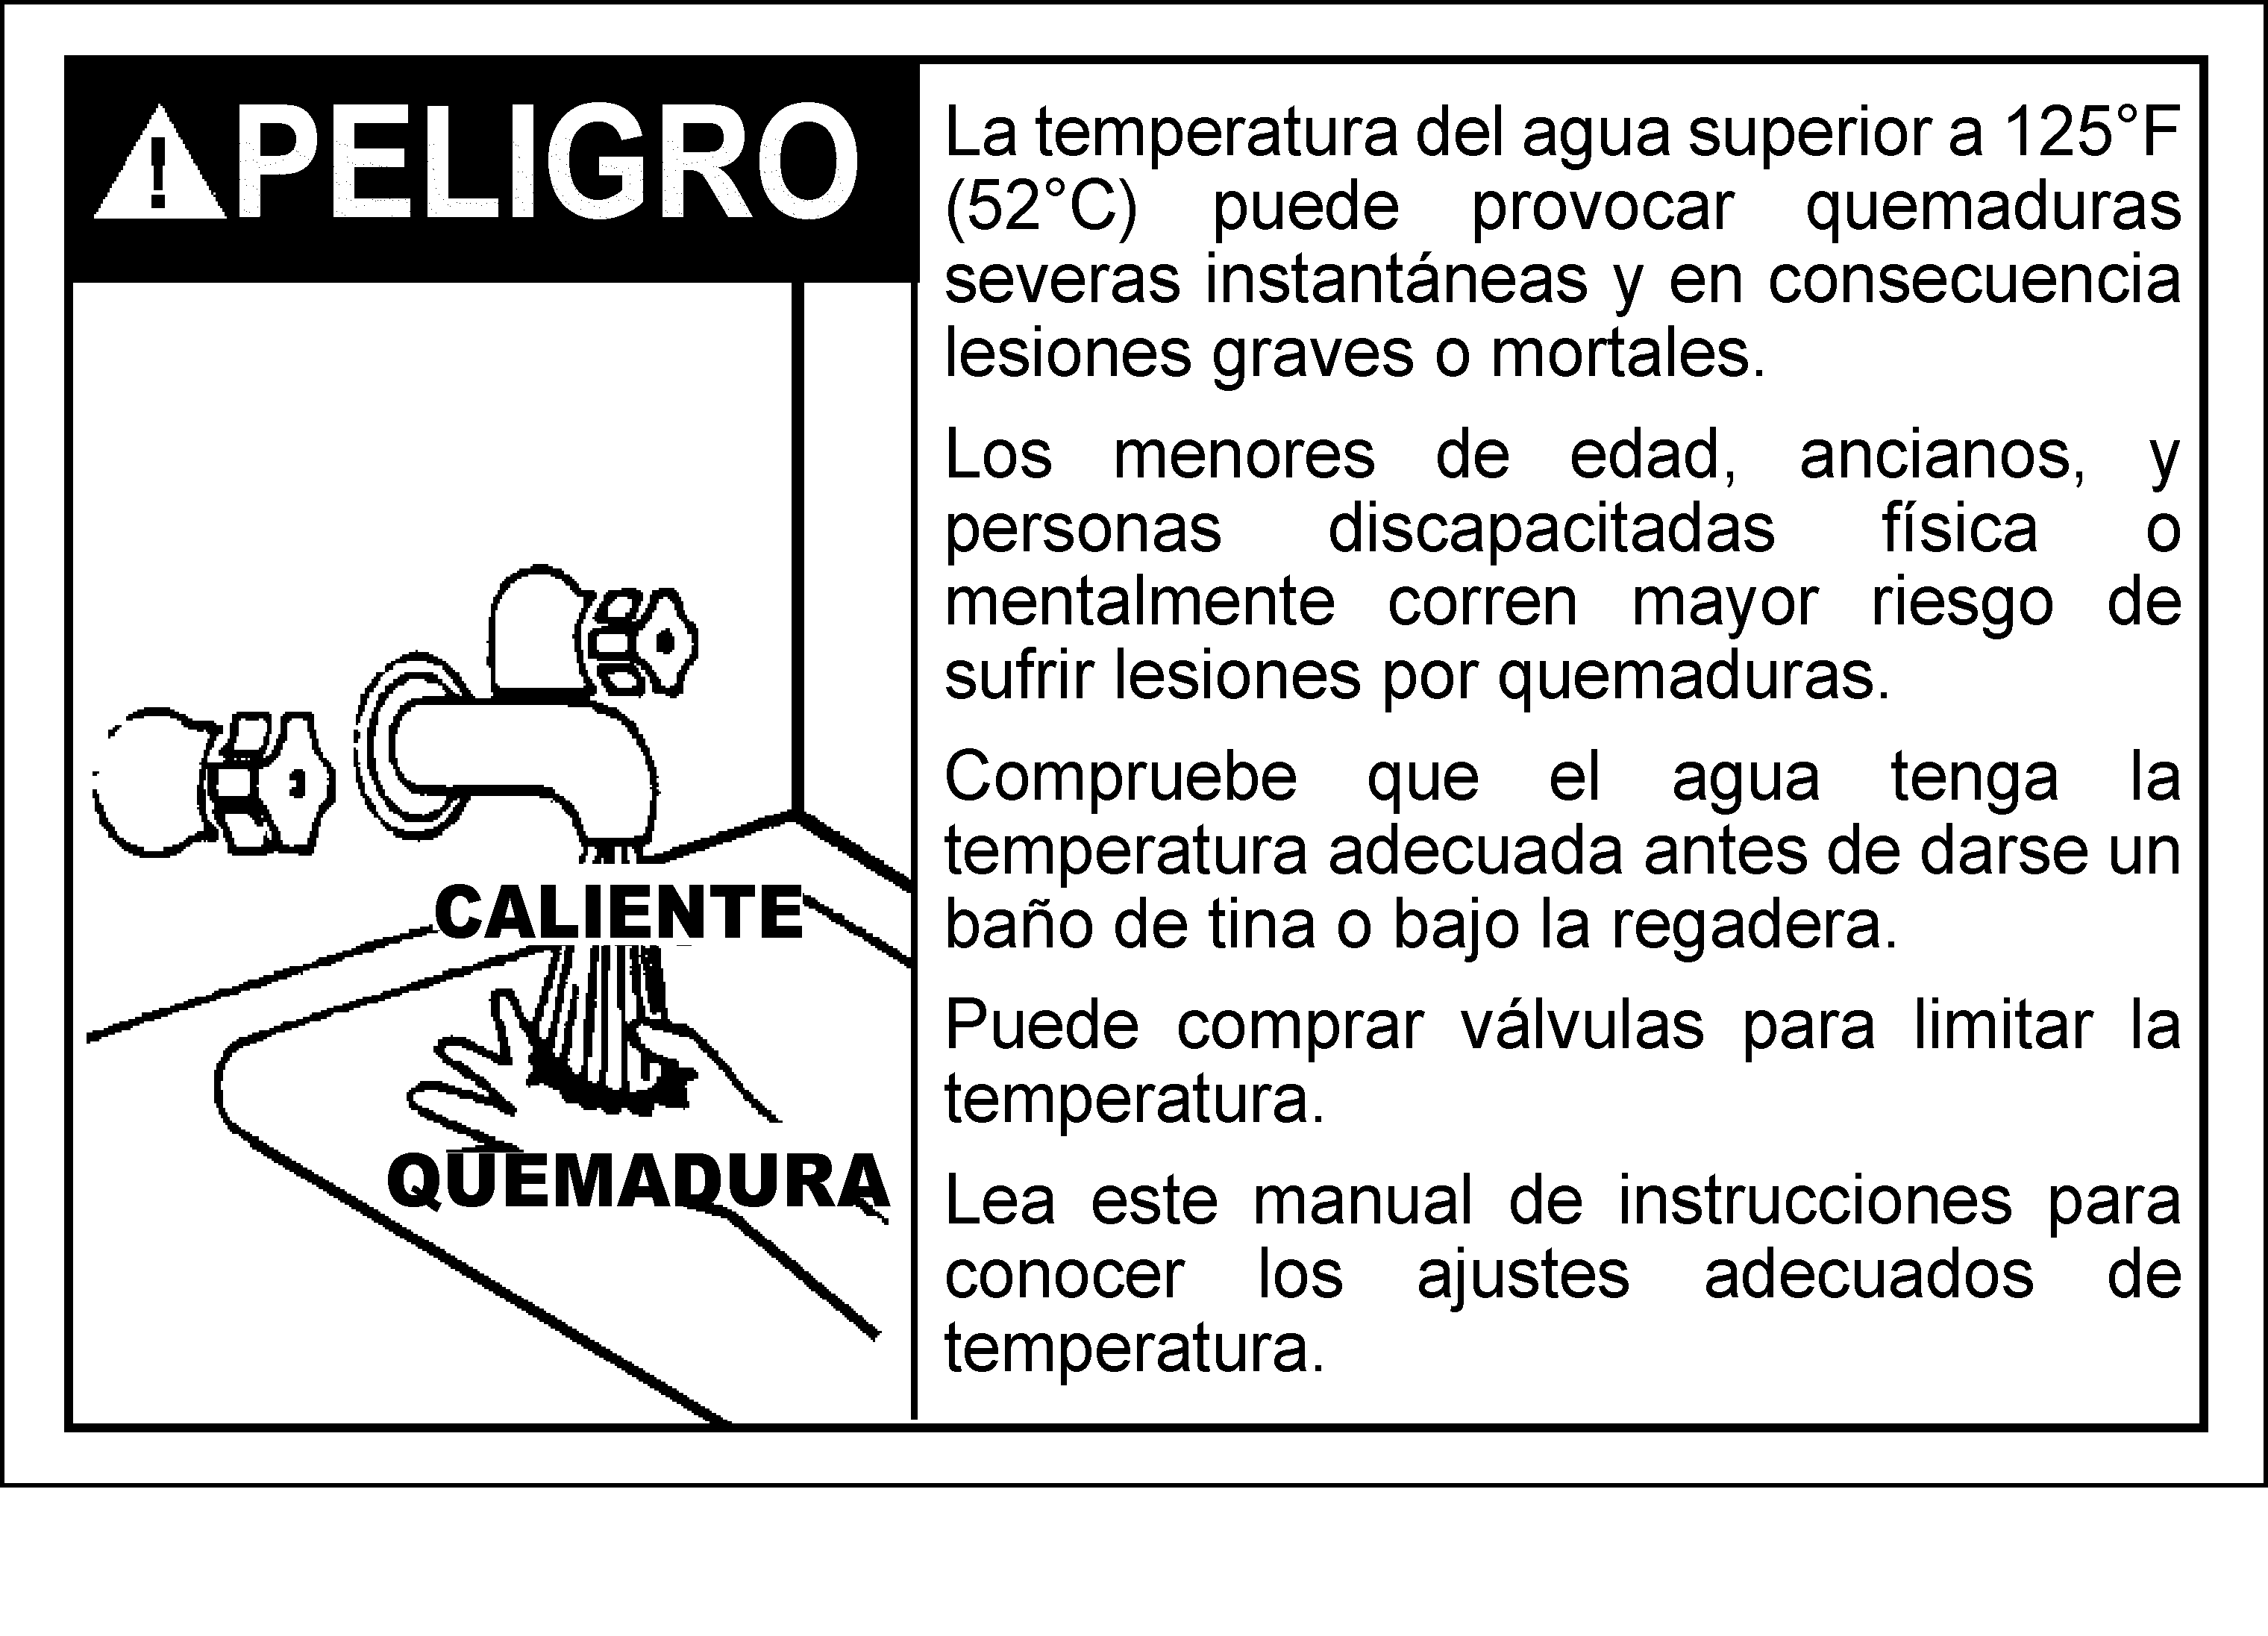 PELIGRO
La temperatura del agua superior a 125°F
(52°C) puede provocar quemaduras
severas instantáneas y en consecuencia
lesiones graves o mortales.
Los menores de edad, ancianos, y
personas discapacitadas física o
mentalmente corren mayor riesgo de
sufrir lesiones por quemaduras.
Compruebe que el agua tenga la
temperatura adecuada antes de darse un
baño de tina o bajo la regadera.
Puede comprar válvulas para limitar la
temperatura.
Lea este manual de instrucciones para
conocer los ajustes adecuados de
temperatura.
CALIENTE
QUEMADURA